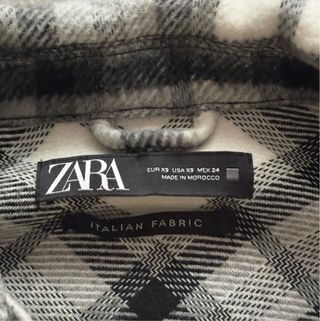 ZARA
EUR XS USA XS MEX 24
MADE IN MOROCCO
ITALIAN FABRIC